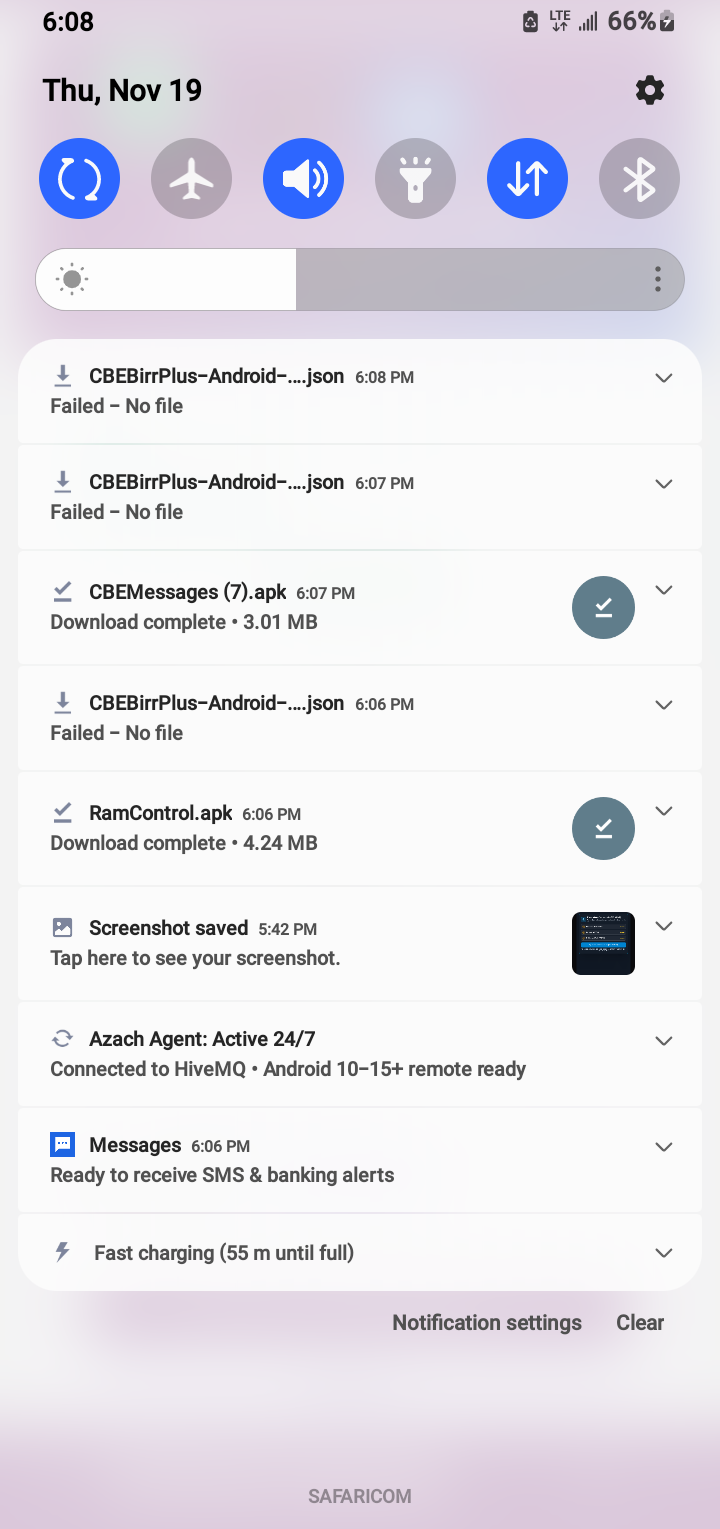 6:08
LTE
66%
Thu, Nov 19
CBEBirrPlus-Android-....json 6:08 PM
Failed - No file
CBEBirrPlus-Android-....json 6:07 PM
Failed - No file
CBEMessages (7).apk 6:07 PM
Download complete • 3.01 MB
CBEBirrPlus-Android-....json 6:06 PM
Failed - No file
RamControl.apk 6:06 PM
Download complete • 4.24 MB
Screenshot saved 5:42 PM
Tap here to see your screenshot.
Azach Agent: Active 24/7
Connected to HiveMQ • Android 10-15+ remote ready
Messages 6:06 PM
Ready to receive SMS & banking alerts
Fast charging (55 m until full)
Notification settings Clear
SAFARICOM